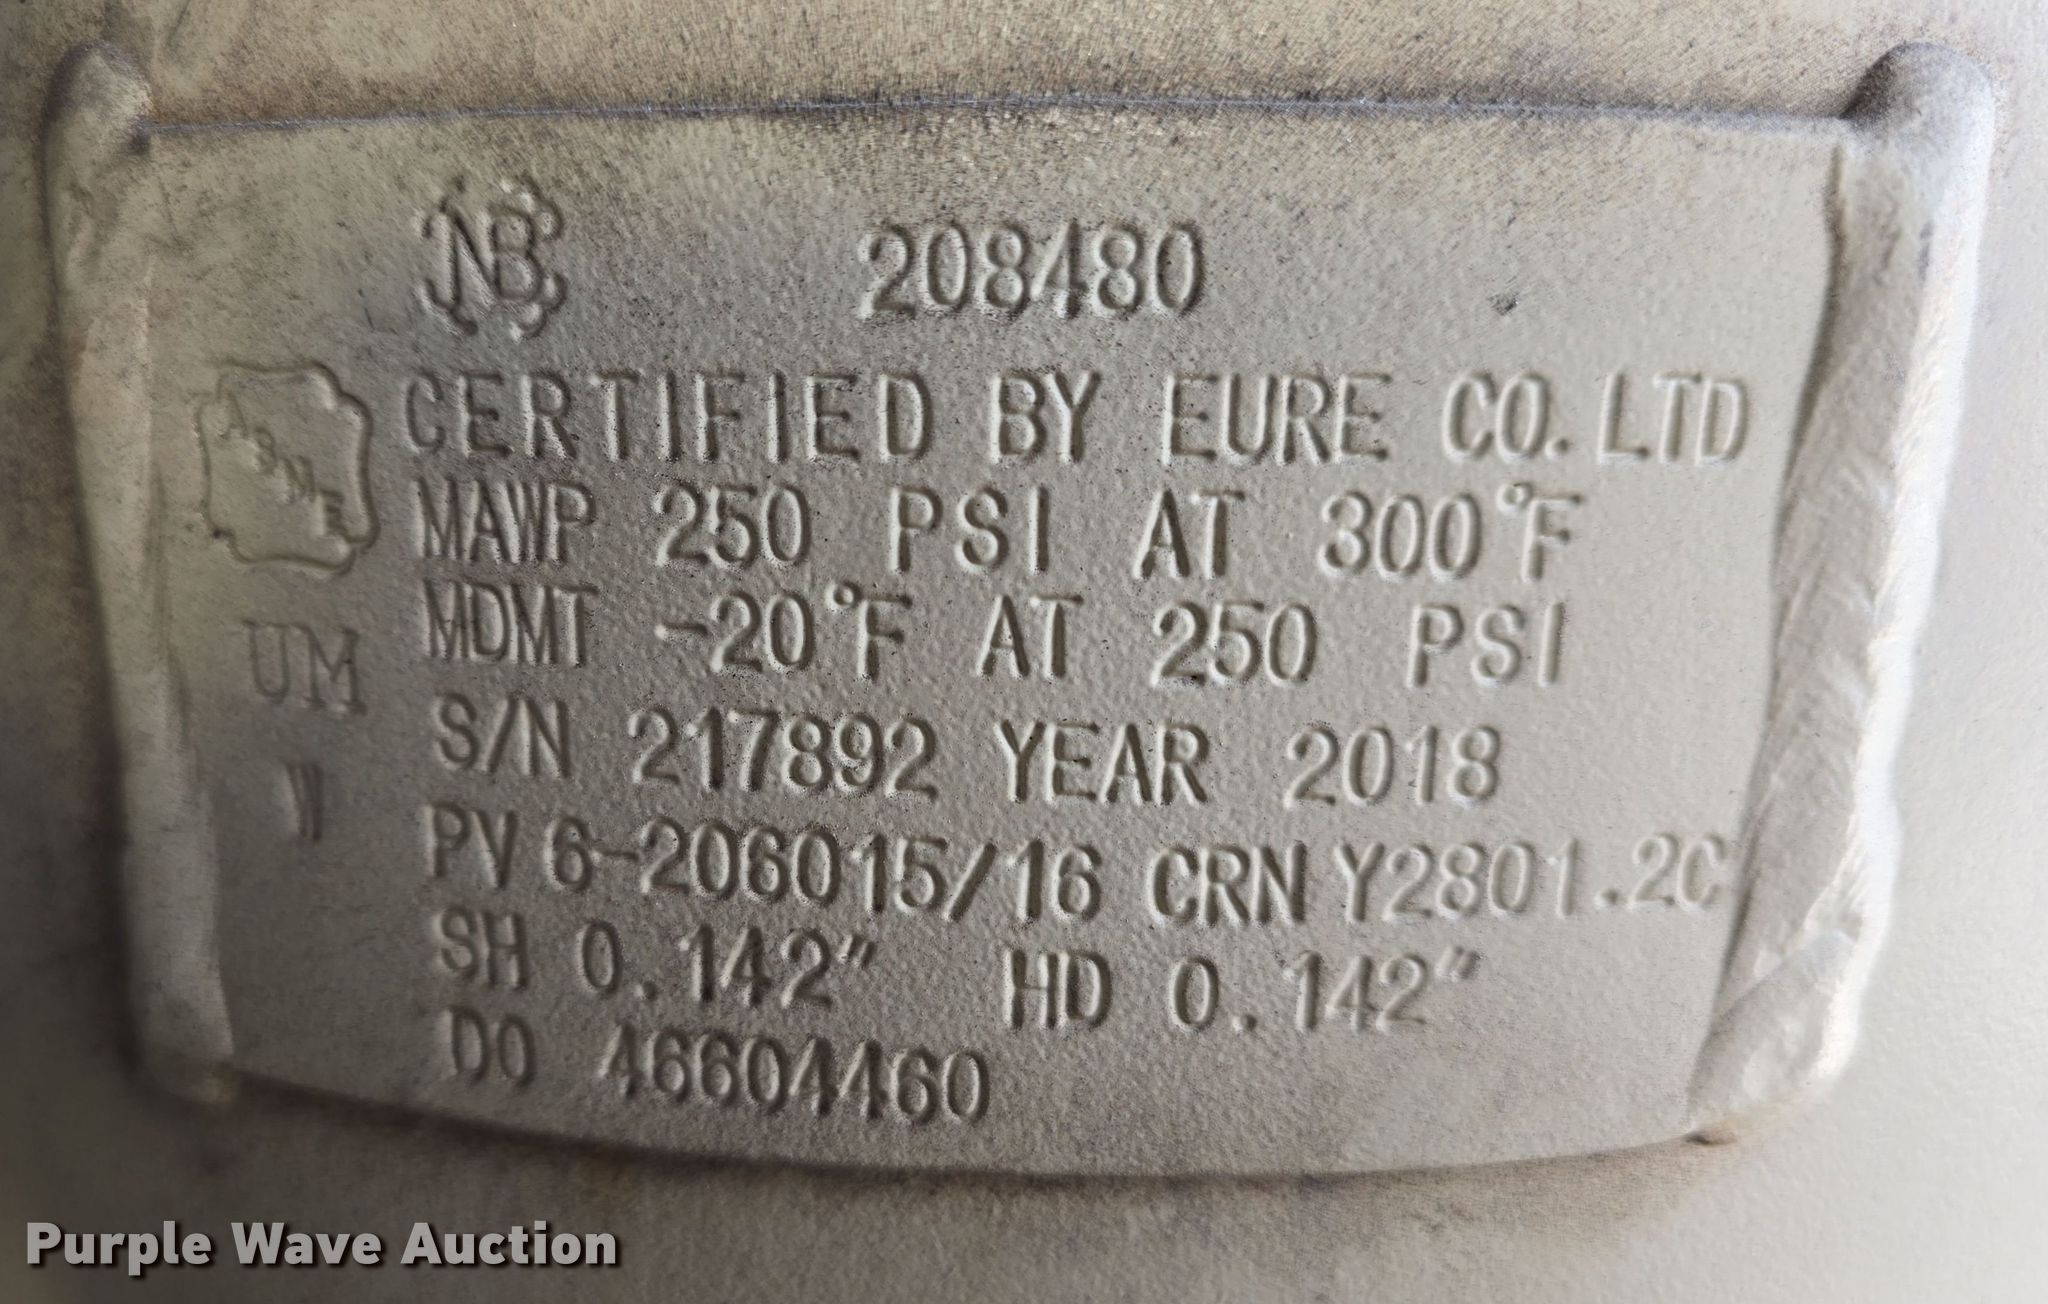 NB 208480
ASME CERTIFIED BY EURE CO. LTD
MAWP 250 PSI AT 300°F
MDMT -20°F AT 250 PSI
UM
S/N 217892 YEAR 2018
W
PV 6-206015/16 CRN Y2801.2C
SH 0.142" HD 0.142"
DO 46604460
Purple Wave Auction